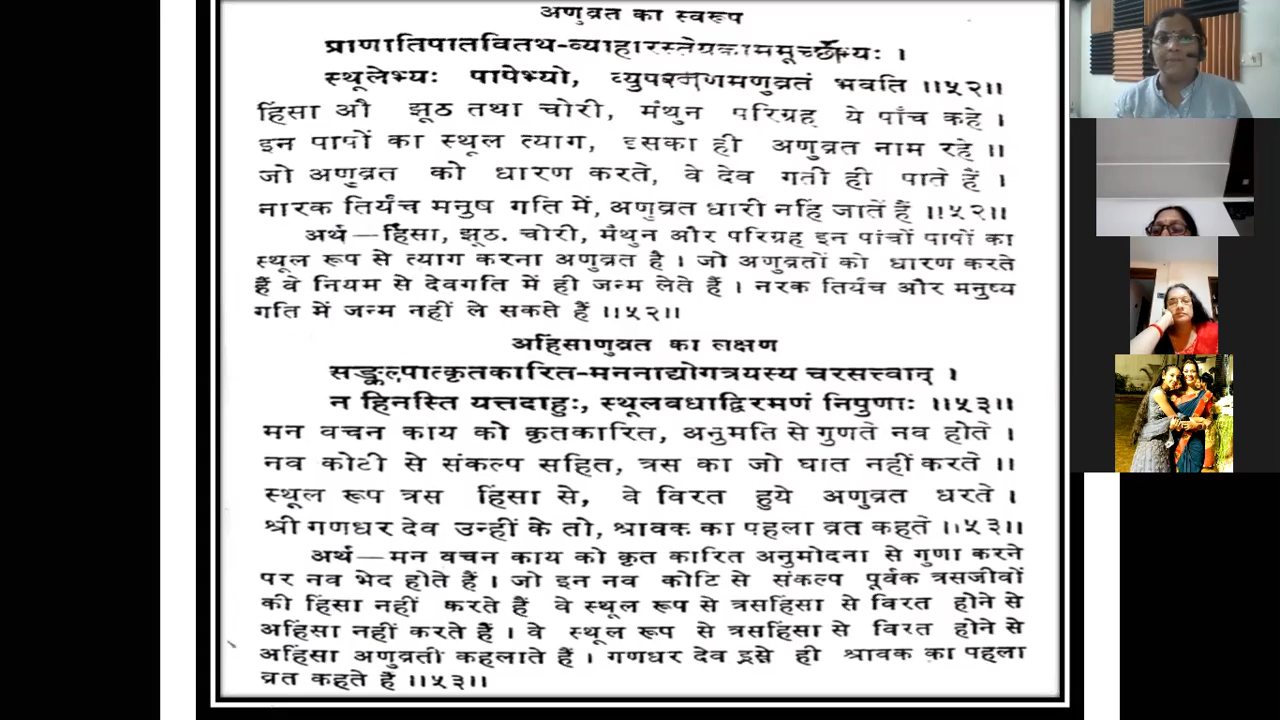 अणुव्रत का स्वरूप
प्राणातिपातवितथ-व्याहारस्तेयकाममूर्च्छेभ्यः ।
स्थूलेभ्यः पापेभ्यो, व्युपरमणमणुव्रतं भवति ॥५२॥
हिंसा औ झूठ तथा चोरी, मंथुन परिग्रह ये पाँच कहे ।
इन पापों का स्थूल त्याग, इसका ही अणुव्रत नाम रहे ॥
जो अणुव्रत को धारण करते, वे देव गती ही पाते हैं ।
नारक तिर्यंच मनुष गति में, अणुव्रत धारी नहिं जातें हैं ॥५२॥
अर्थ—हिंसा, झूठ. चोरी, मैथुन और परिग्रह इन पांचों पापों का
स्थूल रूप से त्याग करना अणुव्रत है । जो अणुव्रतों को धारण करते
हैं वे नियम से देवगति में ही जन्म लेते हैं । नरक तिर्यंच और मनुष्य
गति में जन्म नहीं ले सकते हैं ॥५२॥
अहिंसाणुव्रत का लक्षण
सङ्कल्पात्कृतकारित-मननाद्योगत्रयस्य चरसत्त्वान् ।
न हिनस्ति यत्तदाहुः, स्थूलवधाद्विरमणं निपुणाः ॥५३॥
मन वचन काय को कृतकारित, अनुमति से गुणते नव होते ।
नव कोटी से संकल्प सहित, त्रस का जो घात नहीं करते ॥
स्थूल रूप त्रस हिंसा से, वे विरत हुये अणुव्रत धरते ।
श्री गणधर देव उन्हीं के तो, श्रावक का पहला व्रत कहते ॥५३॥
अर्थ—मन वचन काय को कृत कारित अनुमोदना से गुणा करने
पर नव भेद होते हैं । जो इन नव कोटि से संकल्प पूर्वक त्रसजीवों
की हिंसा नहीं करते हैं वे स्थूल रूप से त्रसहिंसा से विरत होने से
अहिंसा नहीं करते हैं । वे स्थूल रूप से त्रसहिंसा से विरत होने से
अहिंसा अणुव्रती कहलाते हैं । गणधर देव इसे ही श्रावक का पहला
व्रत कहते हैं ॥५३॥